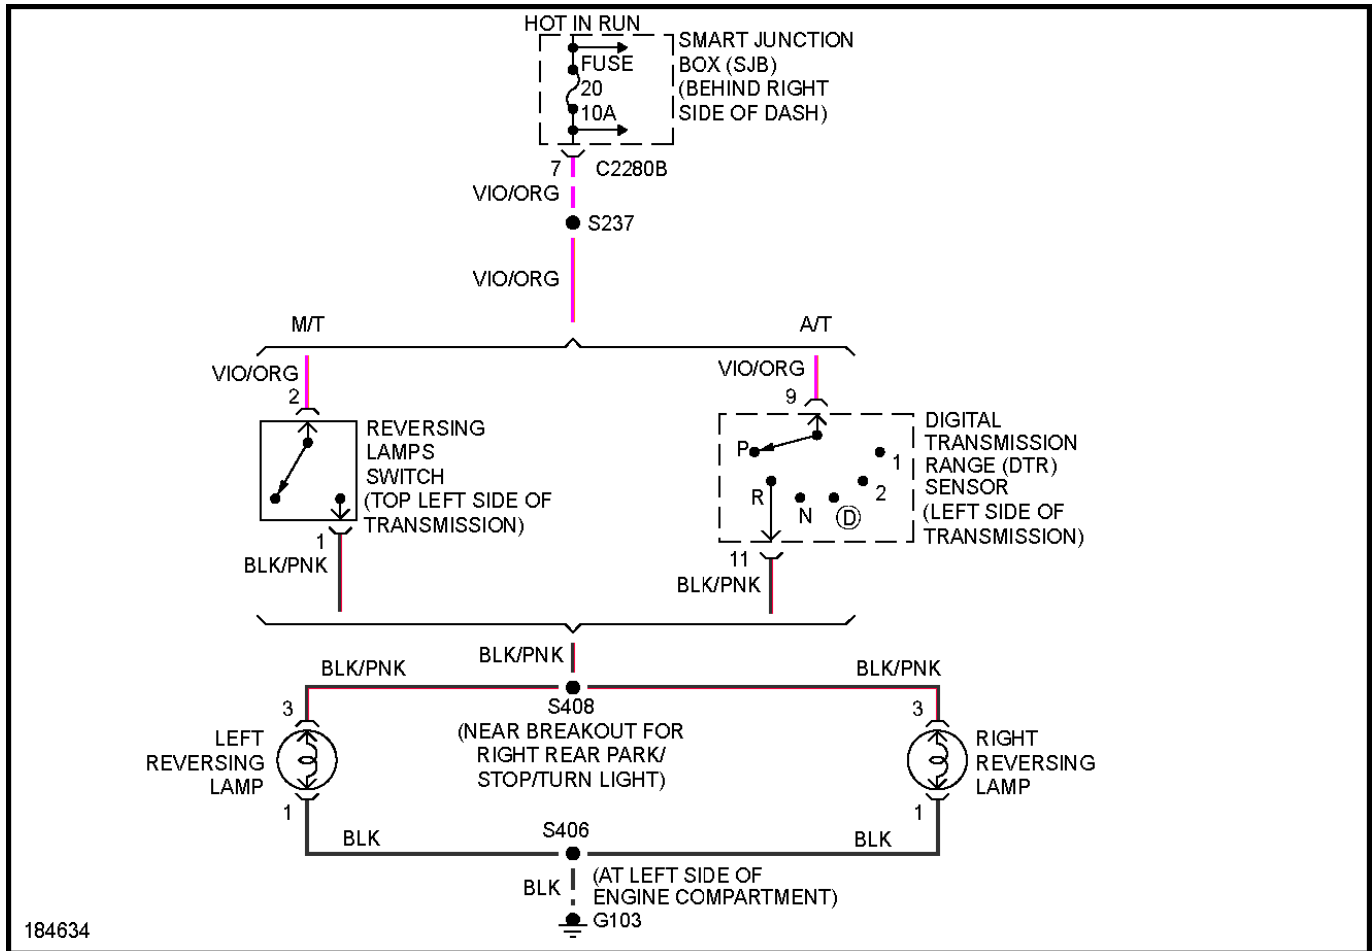 HOT IN RUN
FUSE
20
10A
SMART JUNCTION
BOX (SJB)
(BEHIND RIGHT
SIDE OF DASH)
7
C2280B
VIO/ORG
S237
VIO/ORG
M/T
A/T
VIO/ORG
2
REVERSING
LAMPS
SWITCH
(TOP LEFT SIDE OF
TRANSMISSION)
1
BLK/PNK
VIO/ORG
9
P
R
N
D
2
1
DIGITAL
TRANSMISSION
RANGE (DTR)
SENSOR
(LEFT SIDE OF
TRANSMISSION)
11
BLK/PNK
BLK/PNK
BLK/PNK
BLK/PNK
S408
(NEAR BREAKOUT FOR
RIGHT REAR PARK/
STOP/TURN LIGHT)
3
LEFT
REVERSING
LAMP
1
3
RIGHT
REVERSING
LAMP
1
BLK
S406
BLK
BLK
(AT LEFT SIDE OF
ENGINE COMPARTMENT)
G103
184634